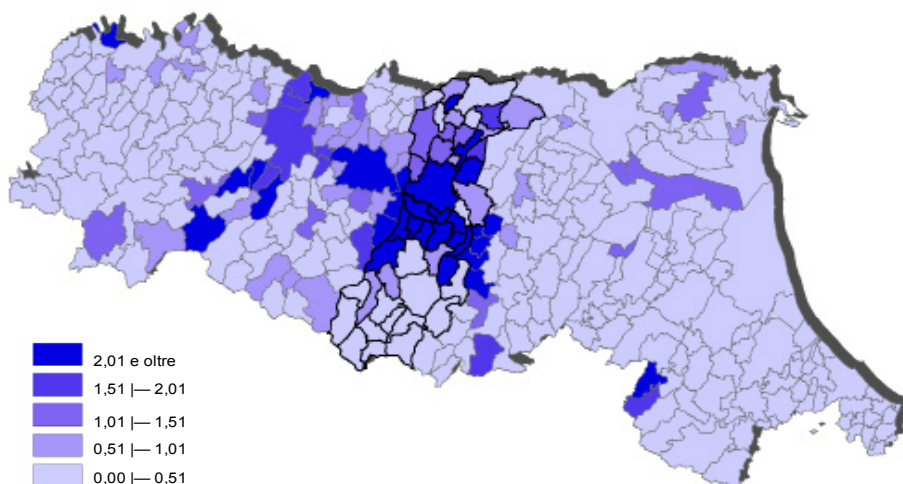 2,01 e oltre
1,51 |— 2,01
1,01 |— 1,51
0,51 |— 1,01
0,00 |— 0,51